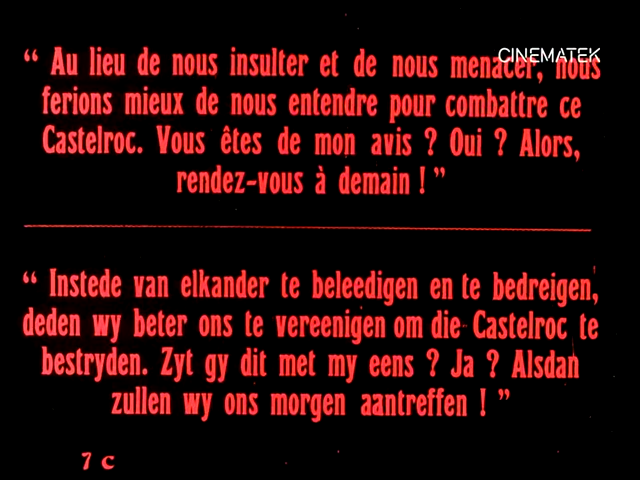 CINEMATEK
“ Au lieu de nous insulter et de nous menacer, nous
ferions mieux de nous entendre pour combattre ce
Castelroc. Vous êtes de mon avis ? Oui ? Alors,
rendez-vous à demain ! ”
“ Instede van elkander te beleedigen en te bedreigen,
deden wy beter ons te vereenigen om die Castelroc te
bestryden. Zyt gy dit met my eens ? Ja ? Alsdan
zullen wy ons morgen aantreffen ! ”
7 c